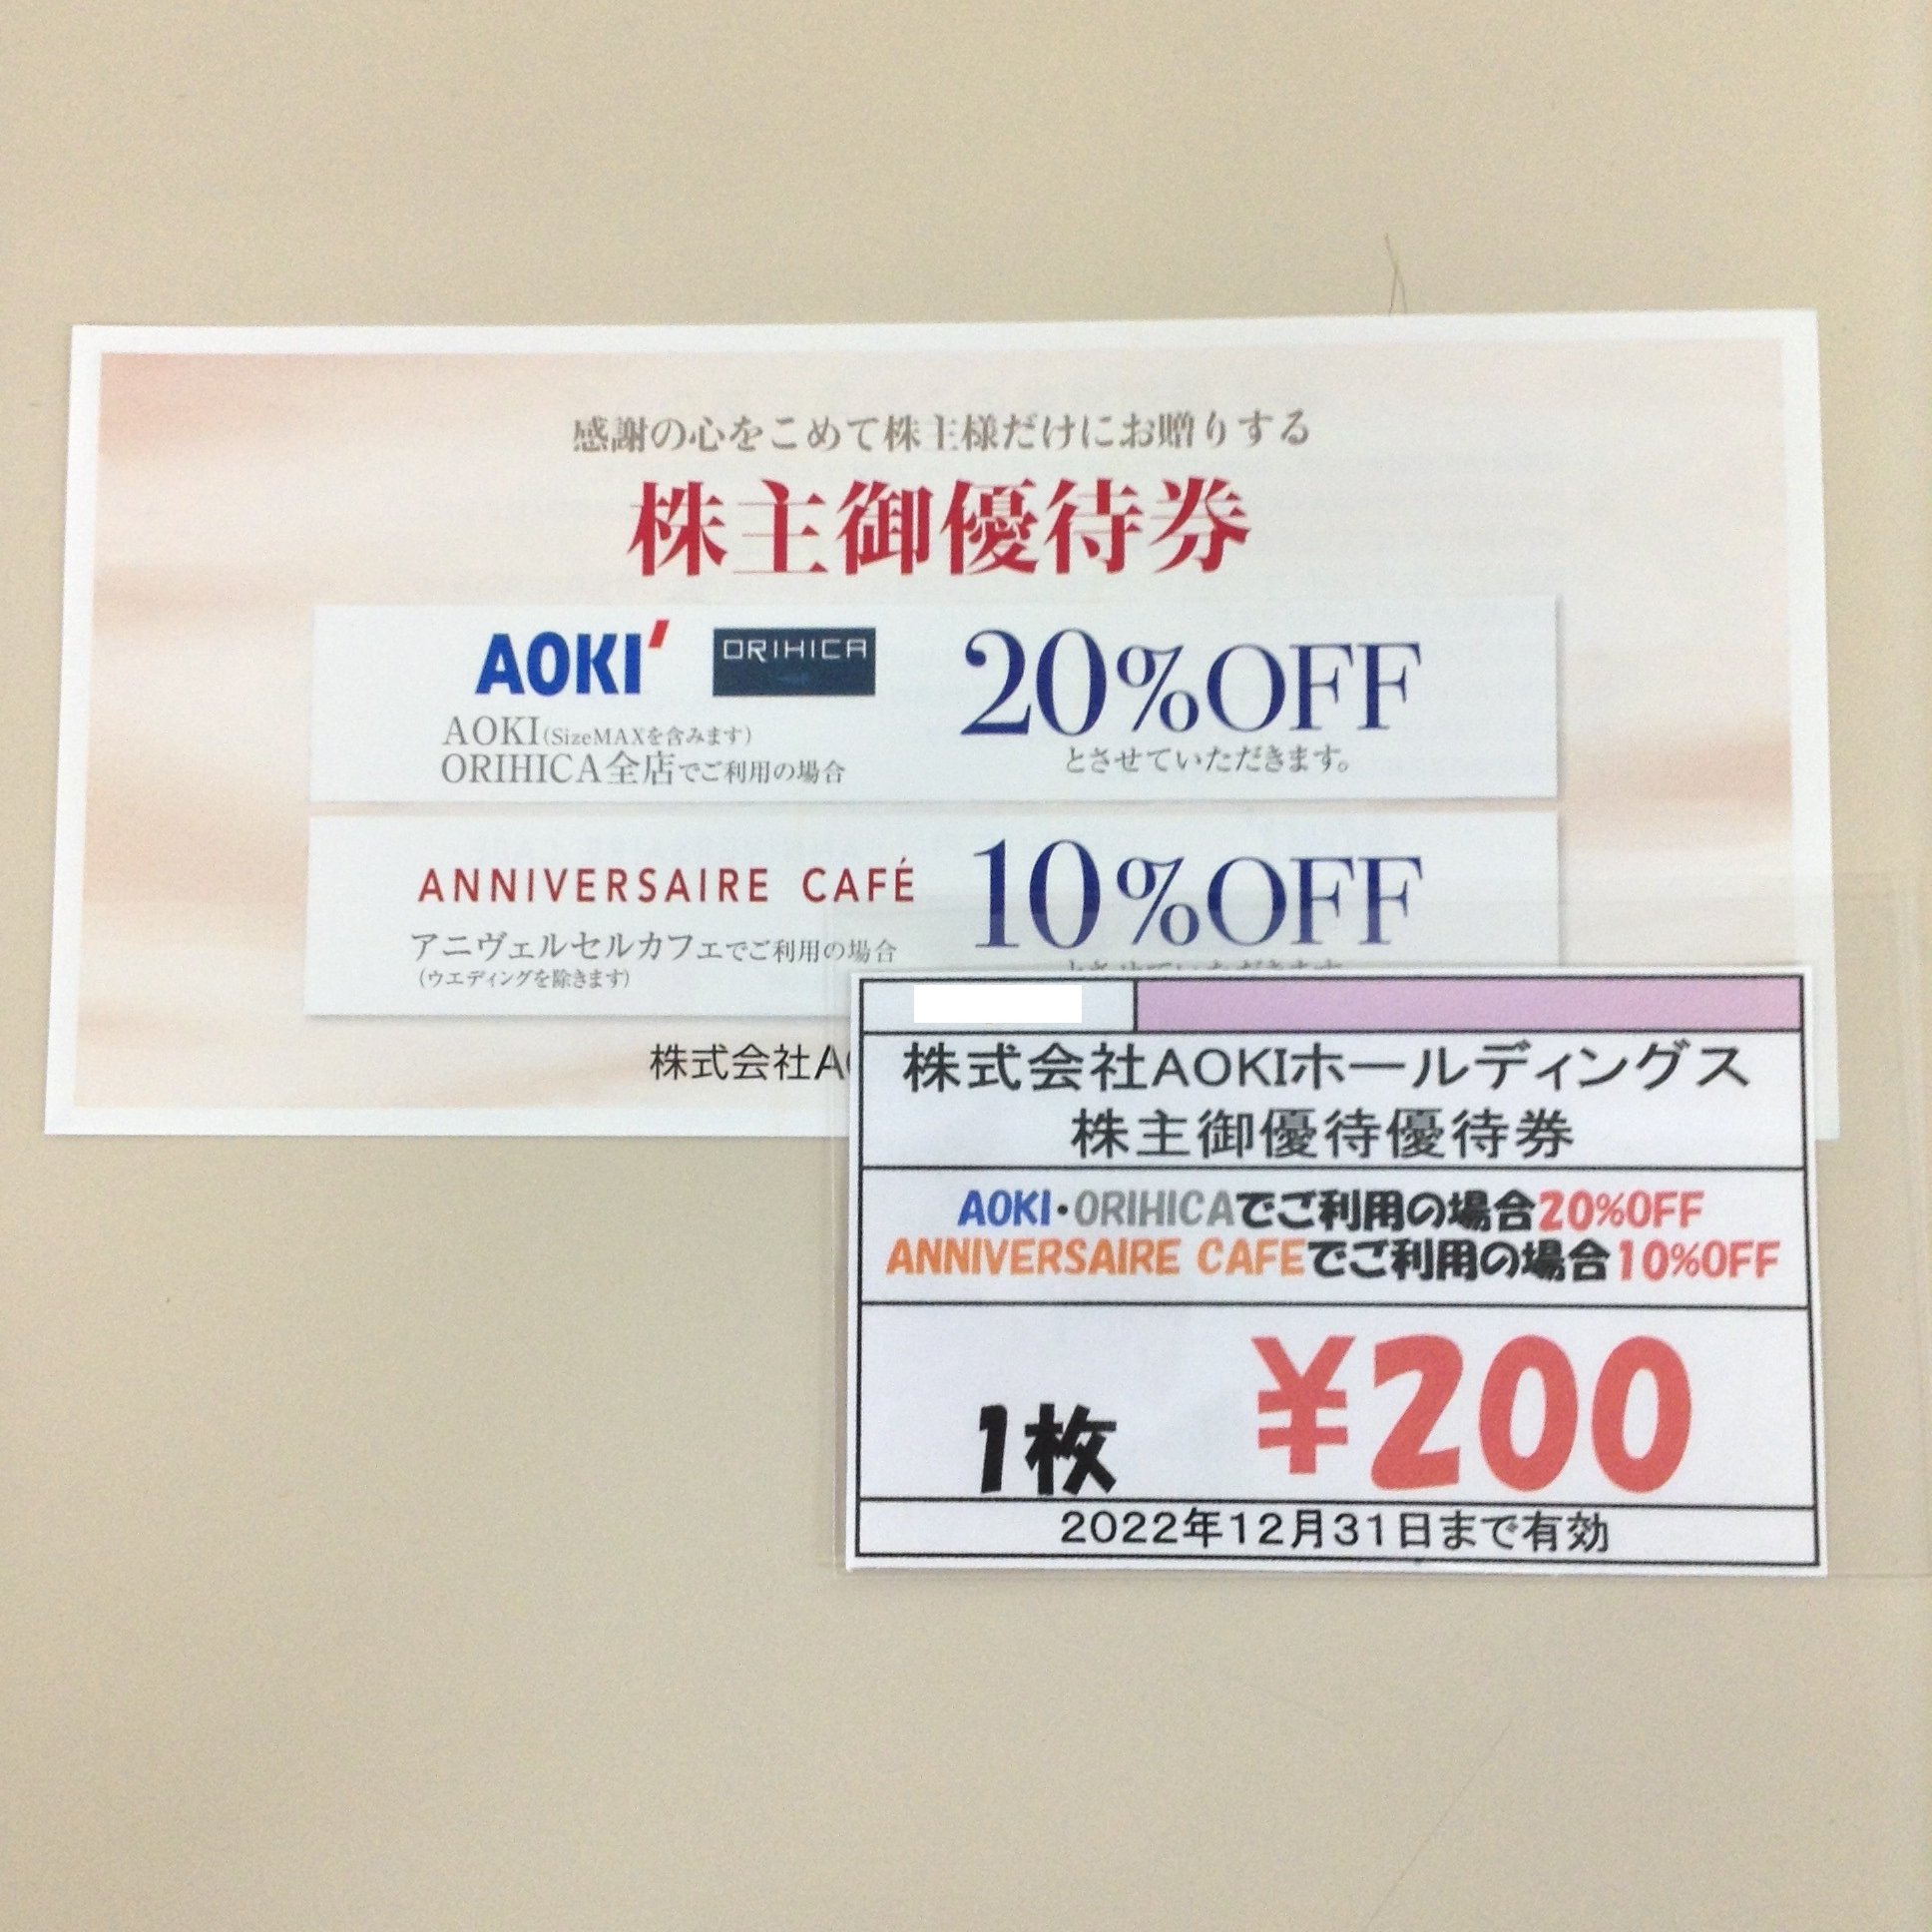 感謝の心をこめて株主様だけにお贈りする
株主御優待券
AOKI ORIHICA
AOKI(SizeMAXを含みます)
ORIHICA全店でご利用の場合
20%OFF
とさせていただきます。
ANNIVERSAIRE CAFÉ
アニヴェルセルカフェでご利用の場合
(ウエディングを除きます)
10%OFF
株式会社A
株式会社AOKIホールディングス
株主御優待優待券
AOKI・ORIHICAでご利用の場合20%OFF
ANNIVERSAIRE CAFEでご利用の場合10%OFF
1枚 ¥200
2022年12月31日まで有効